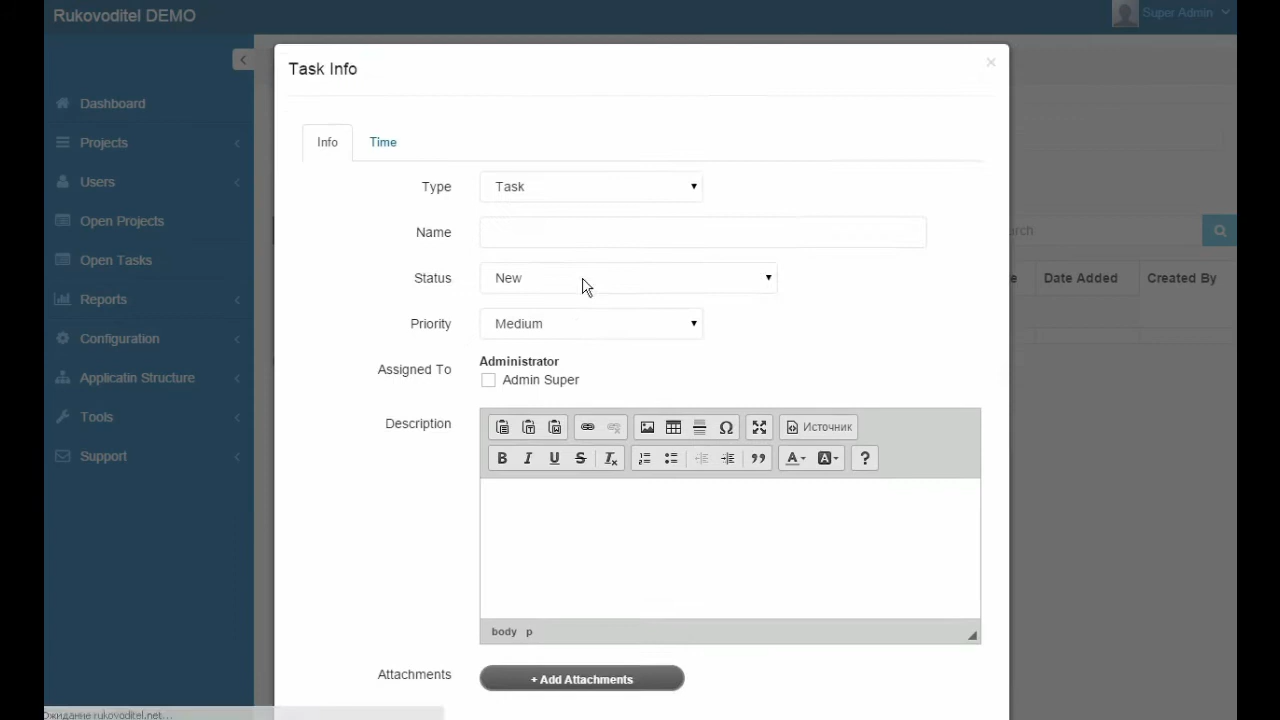 Rukovoditel DEMO
Super Admin
Task Info
×
Dashboard
Projects
Users
Open Projects
Open Tasks
Reports
Configuration
Applicatin Structure
Tools
Support
Info
Time
Type
Task
Name
Status
New
Priority
Medium
Assigned To
Administrator
Admin Super
Description
Источник
B I U S Tx
A A ?
body p
Attachments
+ Add Attachments
Date Added
Created By
Ожидание rukovoditel.net...